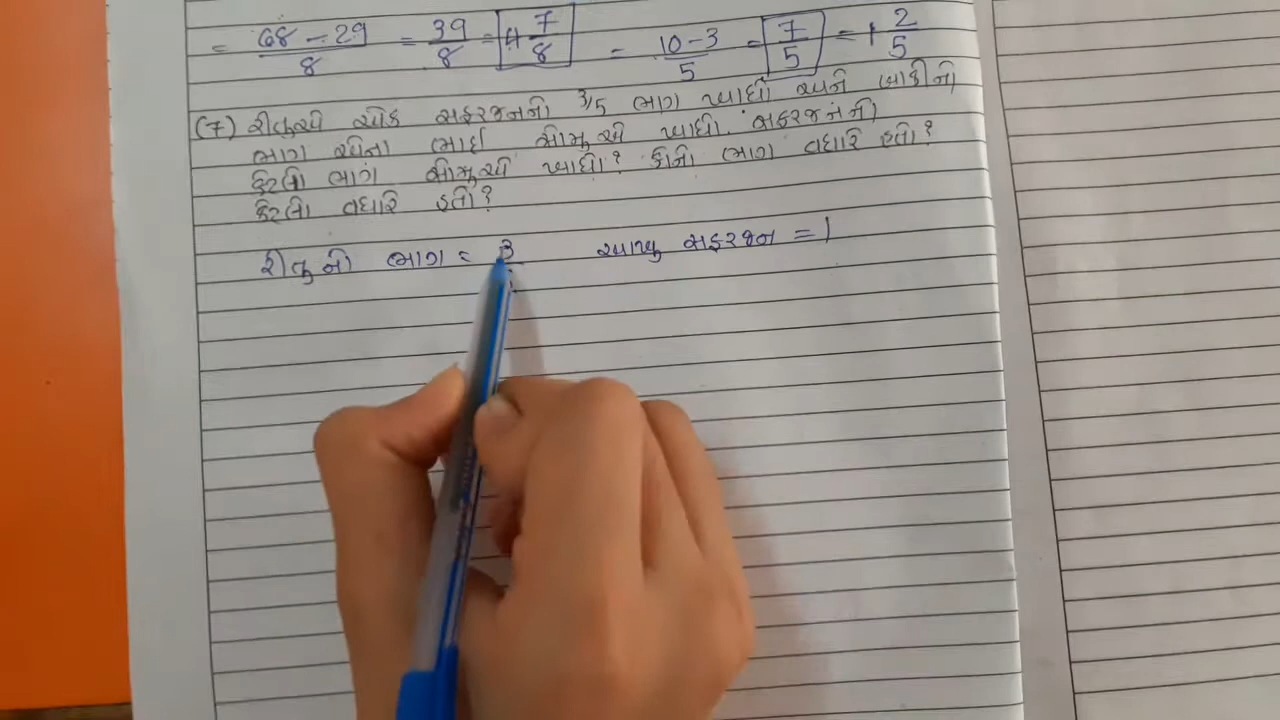 = 68 - 29 / 8 = 39/8 = 4 7/8 = 10 - 3 / 5 = 7/5 = 1 2/5
(7) રીતુએ એક સફરજનનો 3/5 ભાગ ખાધો અને બાકીનો
ભાગ એના ભાઈ સોમુએ ખાધો. સફરજનનો
કેટલો ભાગ સોમુએ ખાધો? કોનો ભાગ વધારે હતો?
કેટલો વધારે હતો?
રીતુનો ભાગ = 3 આખુ સફરજન = 1